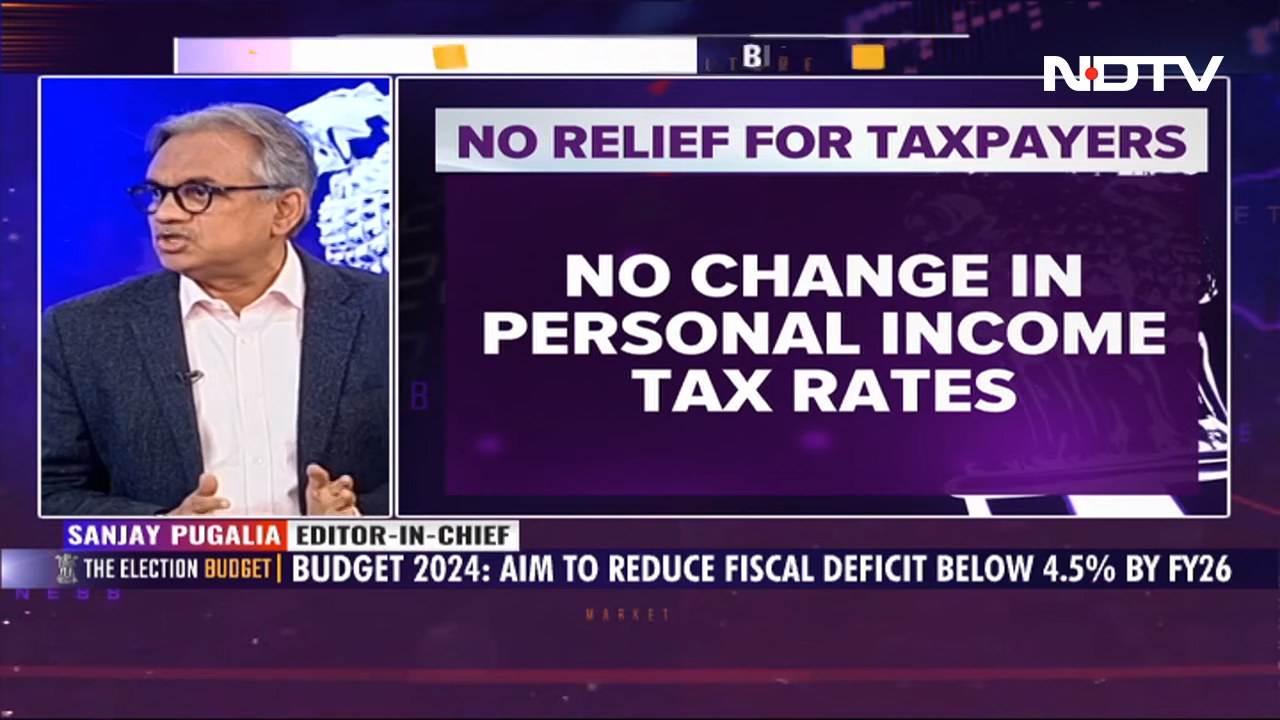 NDTV
NO RELIEF FOR TAXPAYERS
NO CHANGE IN
PERSONAL INCOME
TAX RATES
SANJAY PUGALIA EDITOR-IN-CHIEF
THE ELECTION BUDGET BUDGET 2024: AIM TO REDUCE FISCAL DEFICIT BELOW 4.5% BY FY26
MARKET